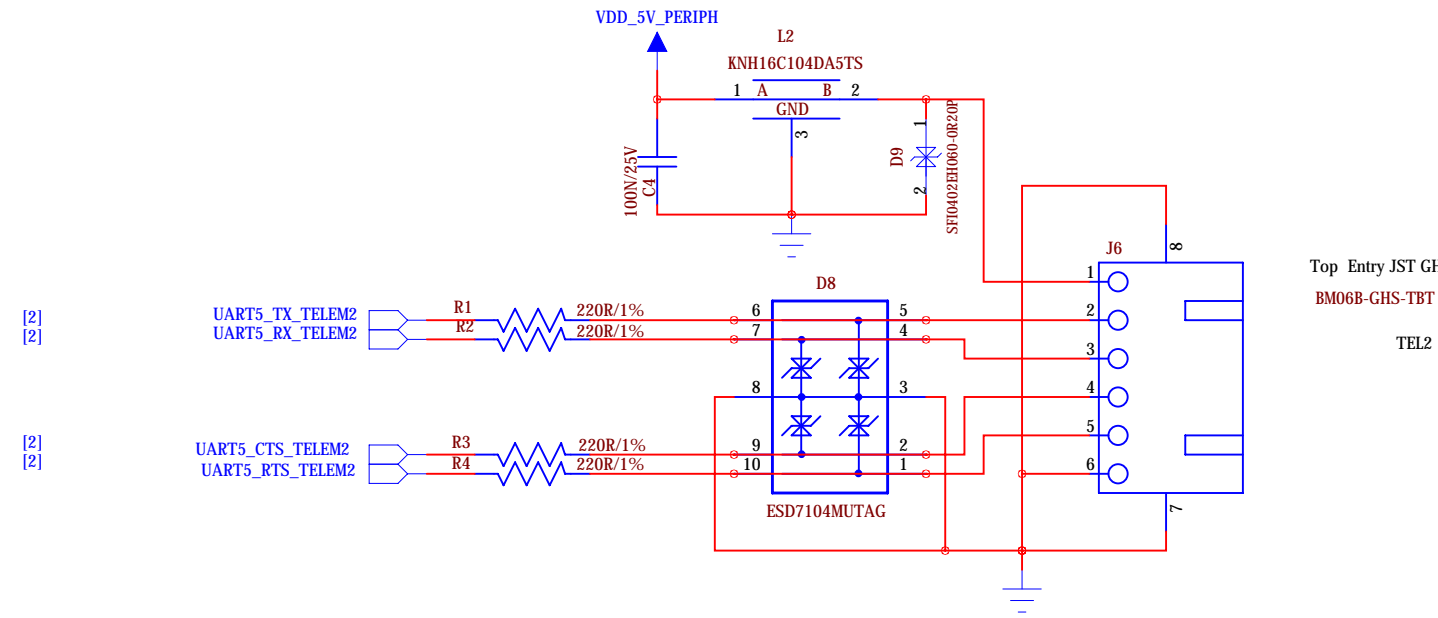 VDD_5V_PERIPH
L2
KNH16C104DA5TS
1 A B 2
GND
3
100N/25V
C4
D9
1
2
SFI0402EH060-0R20P
J6
8
Top Entry JST GH
BM06B-GHS-TBT
TEL2
1
2
3
4
5
6
7
D8
[2] UART5_TX_TELEM2 R1 220R/1% 6 5
[2] UART5_RX_TELEM2 R2 220R/1% 7 4
8 3
[2] UART5_CTS_TELEM2 R3 220R/1% 9 2
[2] UART5_RTS_TELEM2 R4 220R/1% 10 1
ESD7104MUTAG